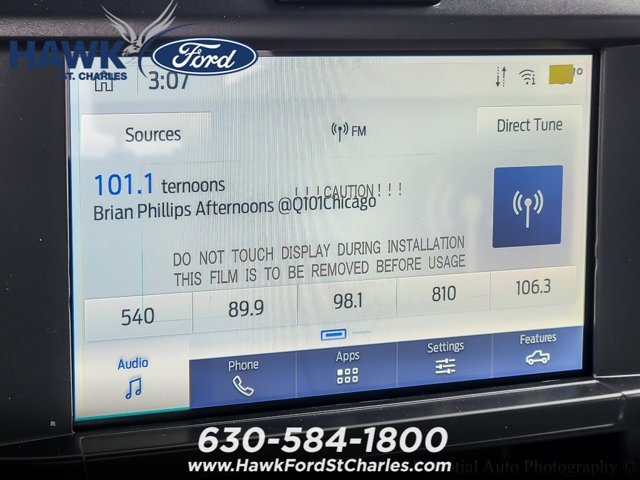 HAWK
ST. CHARLES
Ford
3:07
Sources
FM
Direct Tune
101.1 ternoons
! ! !CAUTION! ! !
Brian Phillips Afternoons @Q101Chicago
DO NOT TOUCH DISPLAY DURING INSTALLATION
THIS FILM IS TO BE REMOVED BEFORE USAGE
540 89.9 98.1 810 106.3
Audio Phone Apps Settings Features
630-584-1800
www.HawkFordStCharles.com
Auto Photography ©